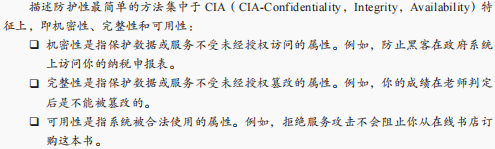 描述防护性最简单的方法集中于 CIA（CIA-Confidentiality，Integrity，Availability）特
征上，即机密性、完整性和可用性：
❑ 机密性是指保护数据或服务不受未经授权访问的属性。例如，防止黑客在政府系统
上访问你的纳税申报表。
❑ 完整性是指保护数据或服务不受未经授权篡改的属性。例如，你的成绩在老师判定
后是不能被篡改的。
❑ 可用性是指系统被合法使用的属性。例如，拒绝服务攻击不会阻止你从在线书店订
购这本书。